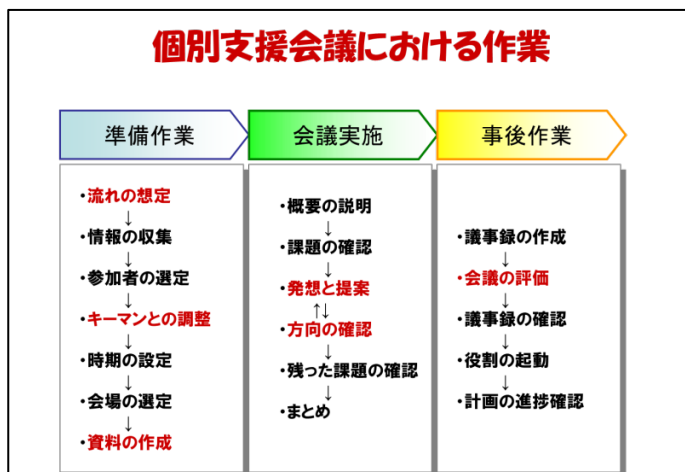 個別支援会議における作業
準備作業
・流れの想定
↓
・情報の収集
↓
・参加者の選定
↓
・キーマンとの調整
↓
・時期の設定
↓
・会場の選定
↓
・資料の作成
会議実施
・概要の説明
↓
・課題の確認
↓
・発想と提案
↑↓
・方向の確認
↓
・残った課題の確認
↓
・まとめ
事後作業
・議事録の作成
↓
・会議の評価
↓
・議事録の確認
↓
・役割の起動
↓
・計画の進捗確認